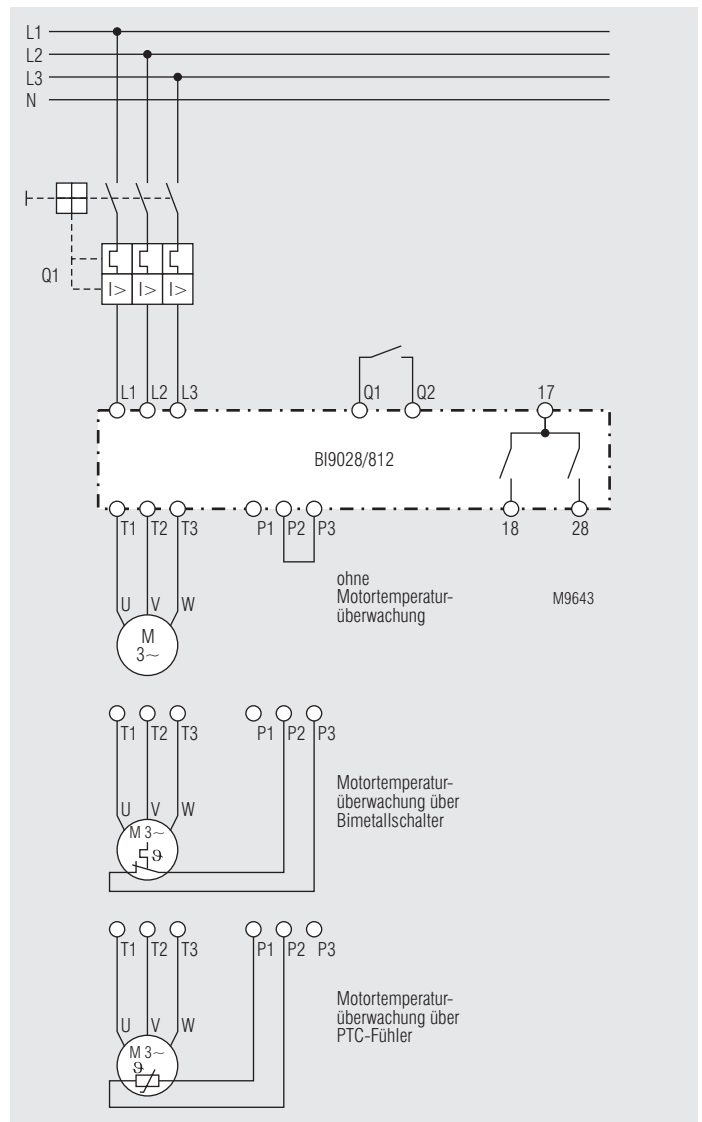 L1
L2
L3
N
Q1
I> I> I>
L1 L2 L3 Q1 Q2 17
BI9028/812
T1 T2 T3 P1 P2 P3 18 28
ohne
Motortemperatur-
überwachung
M9643
U V W
M
3~
T1 T2 T3 P1 P2 P3
Motortemperatur-
überwachung über
Bimetallschalter
U V W
M 3~
ϑ
T1 T2 T3 P1 P2 P3
Motortemperatur-
überwachung über
PTC-Fühler
U V W
M 3~
ϑ